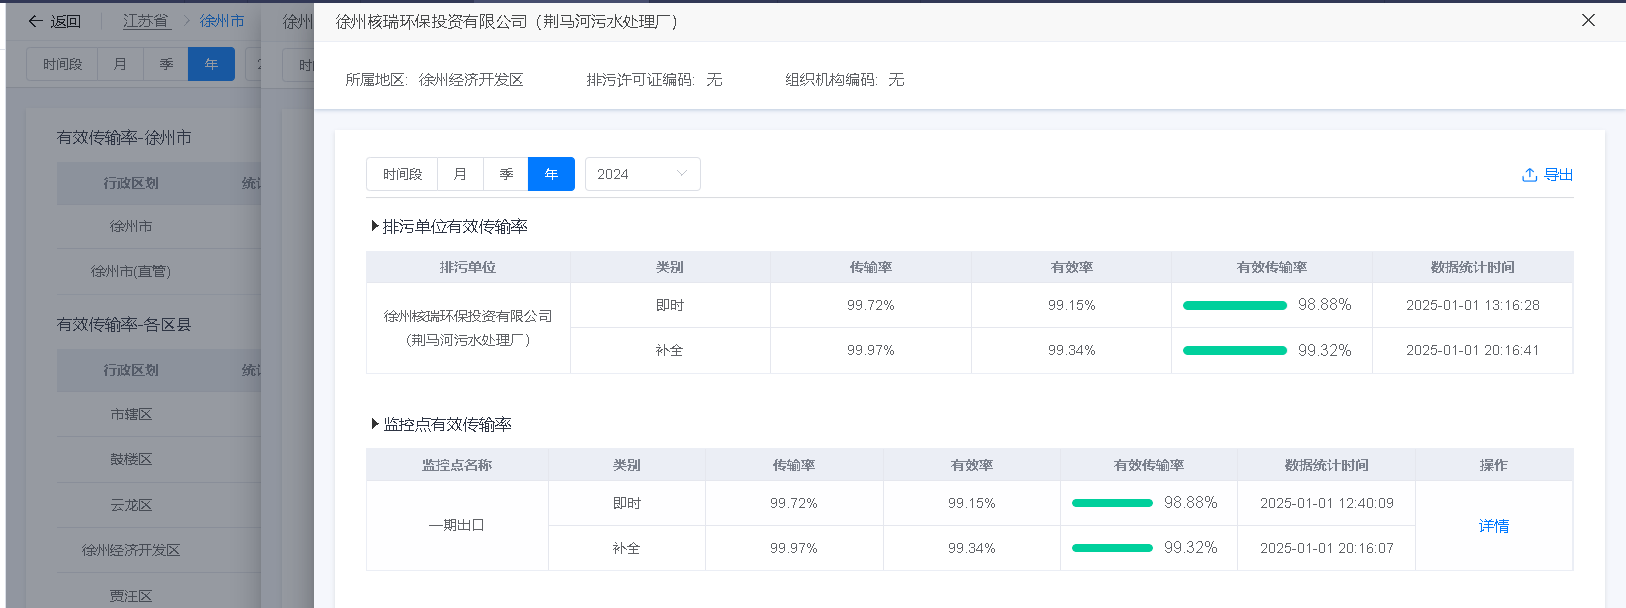 返回 江苏省 徐州市
时间段 月 季 年
有效传输率-徐州市
行政区划
徐州市
徐州市(直管)
有效传输率-各区县
行政区划
市辖区
鼓楼区
云龙区
徐州经济开发区
贾汪区
徐州
徐州核瑞环保投资有限公司（荆马河污水处理厂）
所属地区: 徐州经济开发区 排污许可证编码: 无 组织机构编码: 无
时间段 月 季 年 2024 导出
排污单位有效传输率
排污单位 类别 传输率 有效率 有效传输率 数据统计时间
徐州核瑞环保投资有限公司
（荆马河污水处理厂）
即时 99.72% 99.15% 98.88% 2025-01-01 13:16:28
补全 99.97% 99.34% 99.32% 2025-01-01 20:16:41
监控点有效传输率
监控点名称 类别 传输率 有效率 有效传输率 数据统计时间 操作
一期出口
即时 99.72% 99.15% 98.88% 2025-01-01 12:40:09
补全 99.97% 99.34% 99.32% 2025-01-01 20:16:07
详情